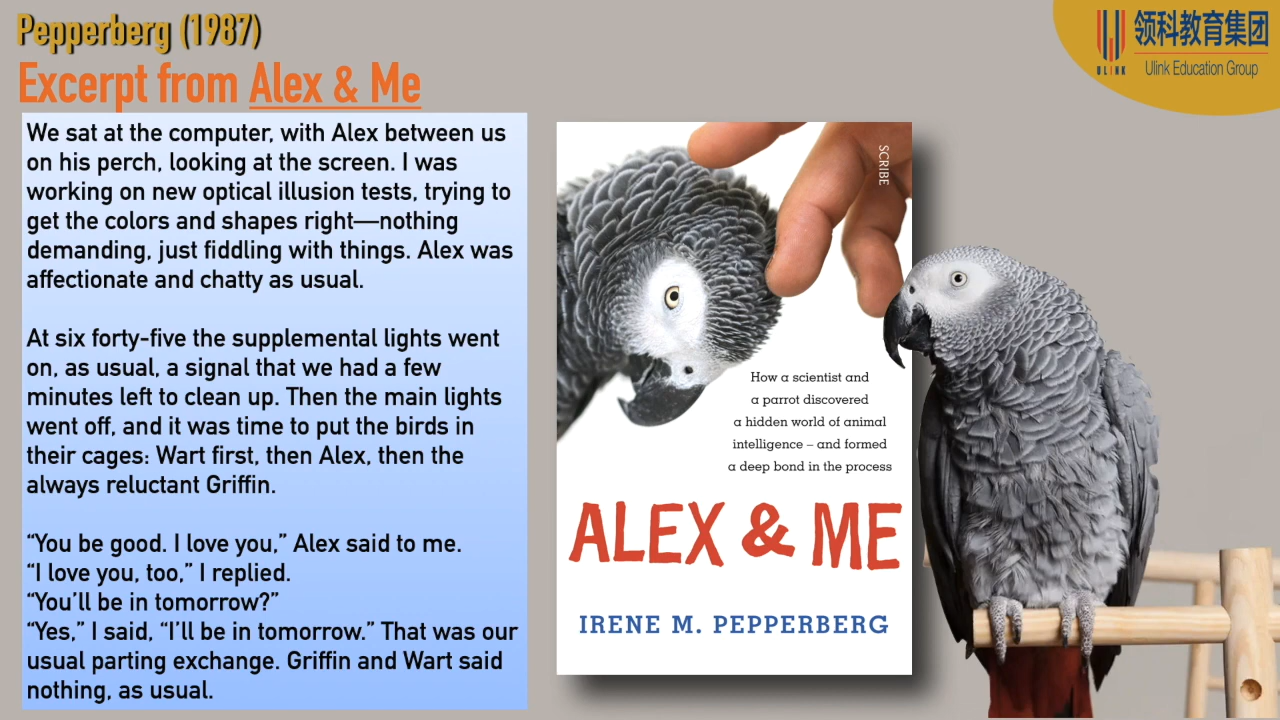 Pepperberg (1987)
Excerpt from Alex & Me
领科教育集团
ULINK
Ulink Education Group
We sat at the computer, with Alex between us
on his perch, looking at the screen. I was
working on new optical illusion tests, trying to
get the colors and shapes right—nothing
demanding, just fiddling with things. Alex was
affectionate and chatty as usual.
At six forty-five the supplemental lights went
on, as usual, a signal that we had a few
minutes left to clean up. Then the main lights
went off, and it was time to put the birds in
their cages: Wart first, then Alex, then the
always reluctant Griffin.
“You be good. I love you,” Alex said to me.
“I love you, too,” I replied.
“You’ll be in tomorrow?”
“Yes,” I said, “I’ll be in tomorrow.” That was our
usual parting exchange. Griffin and Wart said
nothing, as usual.
SCRIBE
How a scientist and
a parrot discovered
a hidden world of animal
intelligence – and formed
a deep bond in the process
ALEX & ME
IRENE M. PEPPERBERG